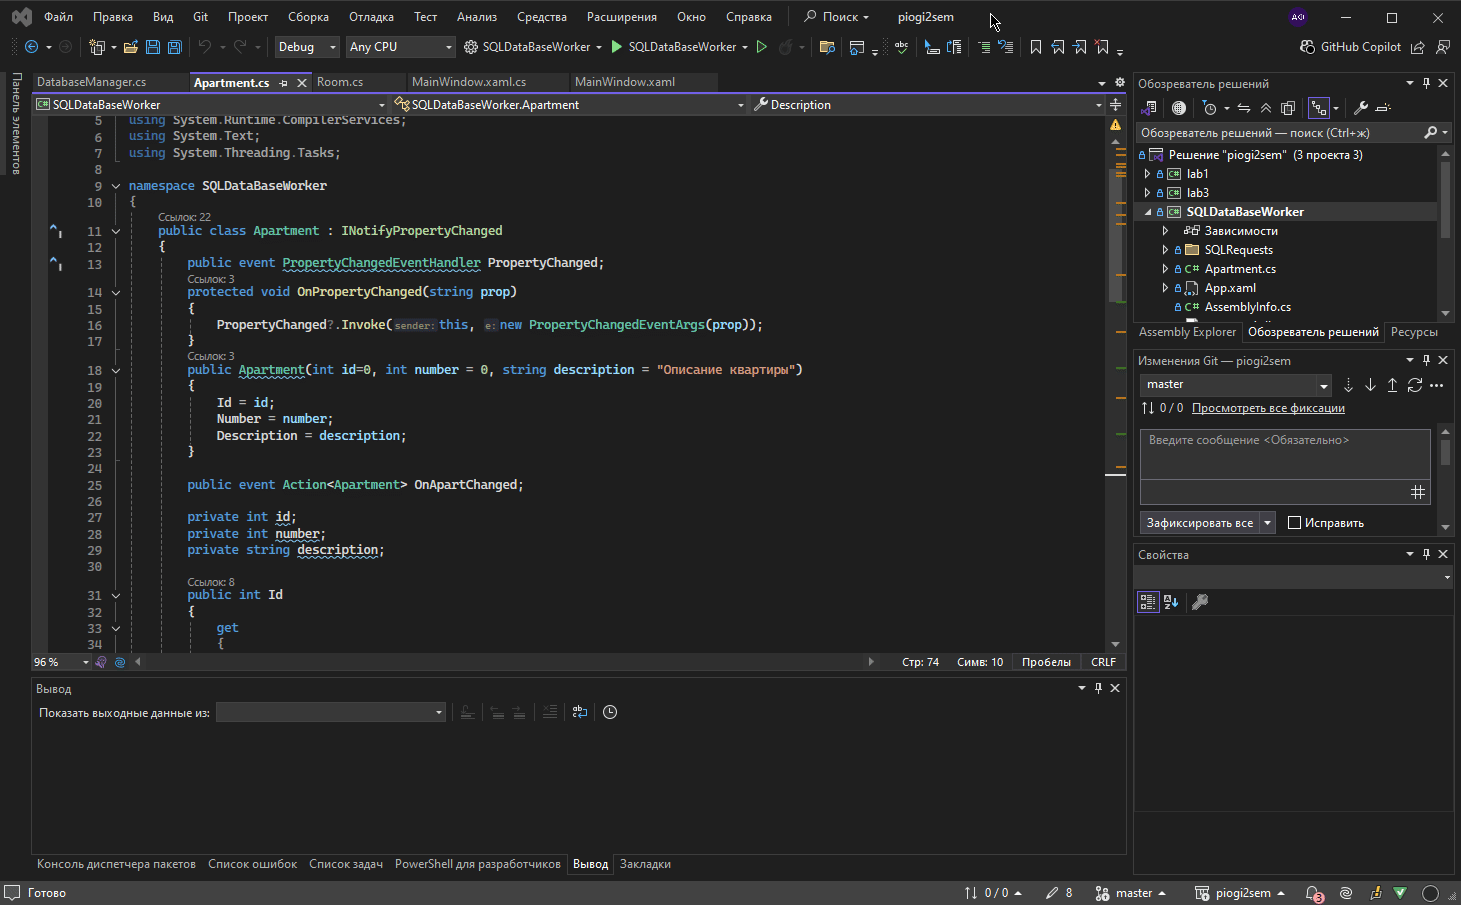 Файл Правка Вид Git Проект Сборка Отладка Тест Анализ Средства Расширения Окно Справка Поиск piogi2sem
Debug Any CPU SQLDataBaseWorker SQLDataBaseWorker GitHub Copilot
Панель элементов
DatabaseManager.cs Apartment.cs Room.cs MainWindow.xaml.cs MainWindow.xaml
SQLDataBaseWorker SQLDataBaseWorker.Apartment Description
5 using System.Runtime.CompilerServices;
6 using System.Text;
7 using System.Threading.Tasks;
8
9 namespace SQLDataBaseWorker
10 {
Ссылок: 22
11 public class Apartment : INotifyPropertyChanged
12 {
13 public event PropertyChangedEventHandler PropertyChanged;
Ссылок: 3
14 protected void OnPropertyChanged(string prop)
15 {
16 PropertyChanged?.Invoke(sender:this, e:new PropertyChangedEventArgs(prop));
17 }
Ссылок: 3
18 public Apartment(int id=0, int number = 0, string description = "Описание квартиры")
19 {
20 Id = id;
21 Number = number;
22 Description = description;
23 }
24
25 public event Action<Apartment> OnApartChanged;
26
27 private int id;
28 private int number;
29 private string description;
30
Ссылок: 8
31 public int Id
32 {
33 get
34 {
96 % Стр: 74 Симв: 10 Пробелы CRLF
Вывод
Показать выходные данные из:
Консоль диспетчера пакетов Список ошибок Список задач PowerShell для разработчиков Вывод Закладки
Обозреватель решений
Обозреватель решений — поиск (Ctrl+ж)
Решение "piogi2sem" (3 проекта 3)
lab1
lab3
SQLDataBaseWorker
Зависимости
SQLRequests
Apartment.cs
App.xaml
AssemblyInfo.cs
Assembly Explorer Обозреватель решений Ресурсы
Изменения Git — piogi2sem
master
0 / 0 Просмотреть все фиксации
Введите сообщение <Обязательно>
Зафиксировать все Исправить
Свойства
Готово 0 / 0 8 master piogi2sem 3